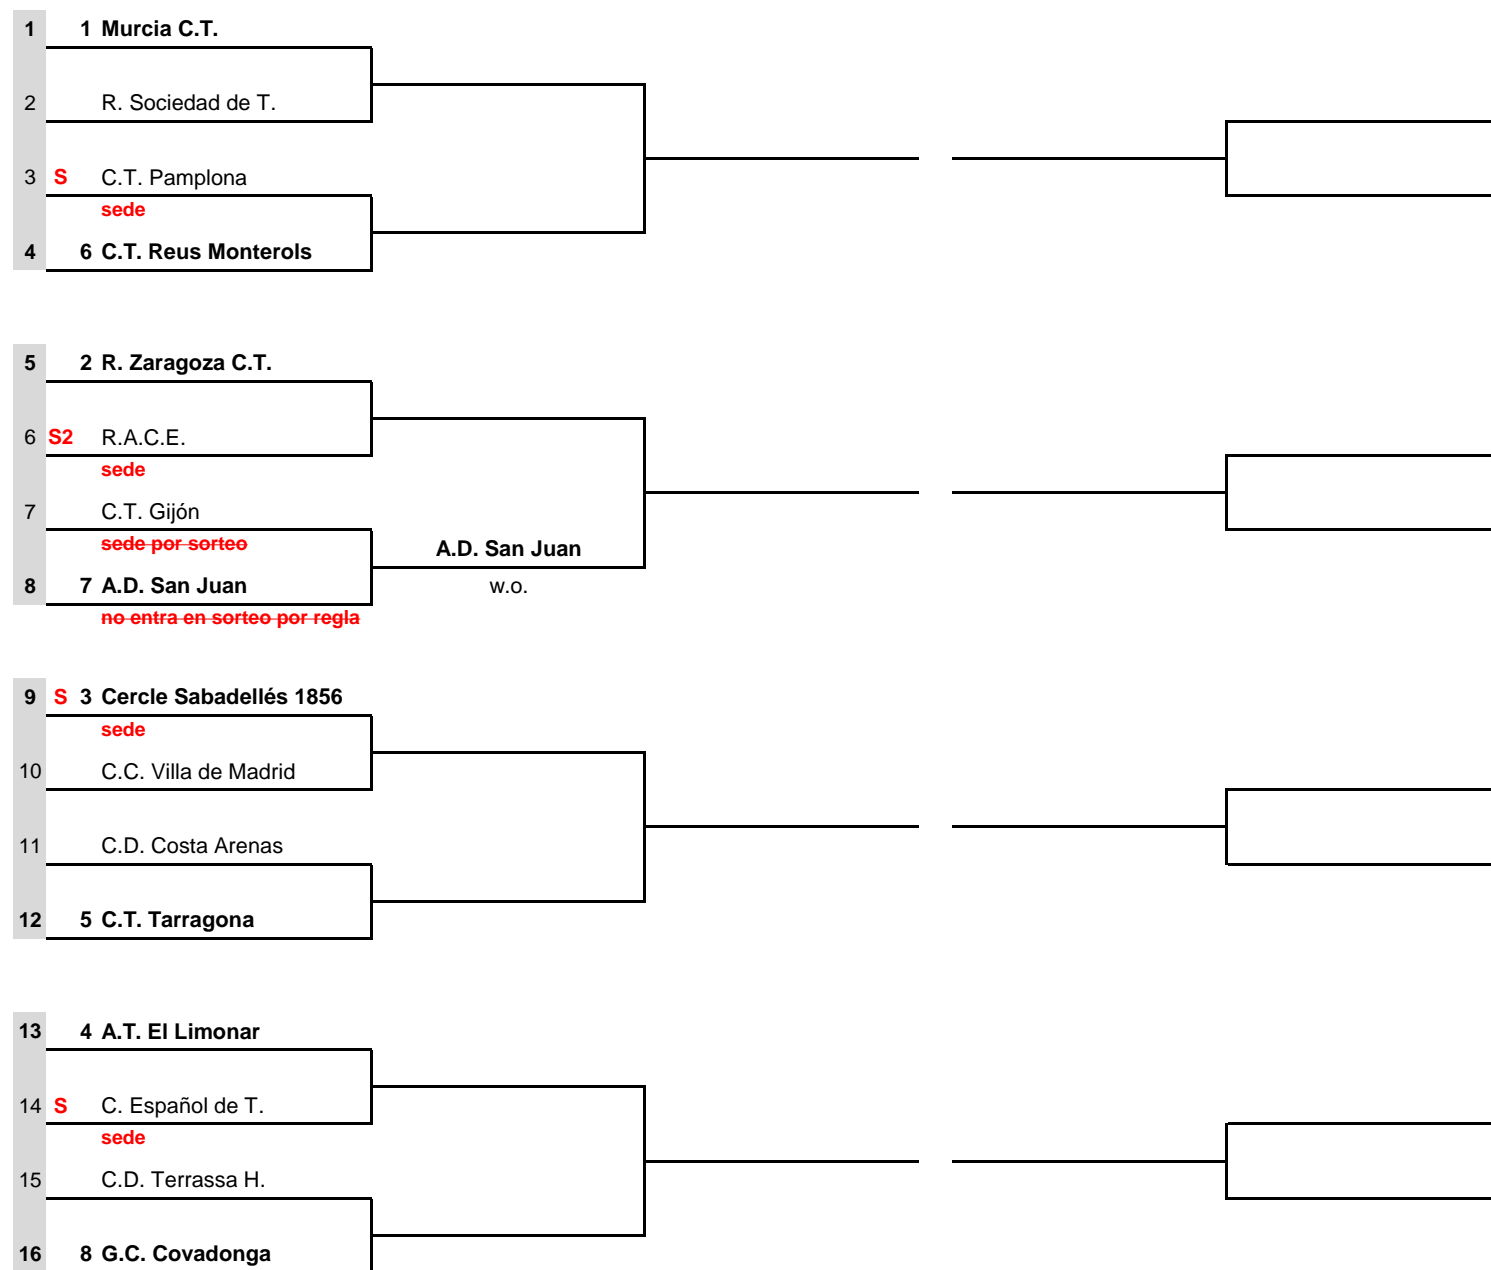 1 1 Murcia C.T.
2 R. Sociedad de T.
3 S C.T. Pamplona
sede
4 6 C.T. Reus Monterols
5 2 R. Zaragoza C.T.
6 S2 R.A.C.E.
sede
7 C.T. Gijón
sede por sorteo
A.D. San Juan
8 7 A.D. San Juan
w.o.
no entra en sorteo por regla
9 S 3 Cercle Sabadellés 1856
sede
10 C.C. Villa de Madrid
11 C.D. Costa Arenas
12 5 C.T. Tarragona
13 4 A.T. El Limonar
14 S C. Español de T.
sede
15 C.D. Terrassa H.
16 8 G.C. Covadonga